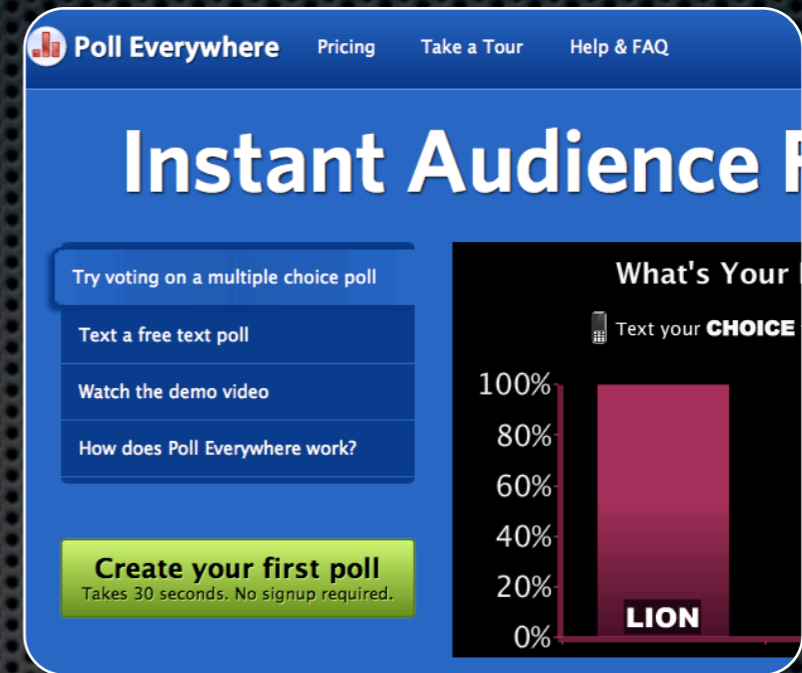 Poll Everywhere Pricing Take a Tour Help & FAQ
Instant Audience
Try voting on a multiple choice poll
Text a free text poll
Watch the demo video
How does Poll Everywhere work?
Create your first poll
Takes 30 seconds. No signup required.
What's Your
Text your CHOICE
100%
80%
60%
40%
20%
0%
LION